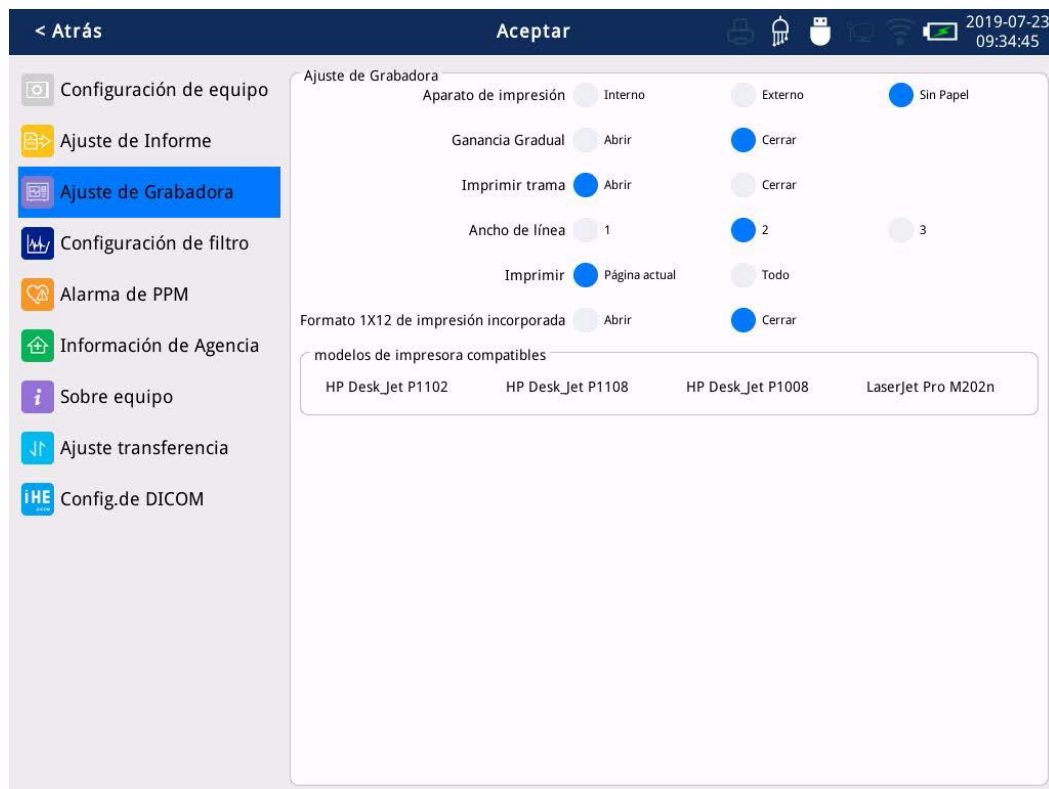 < Atrás
Aceptar
2019-07-23
09:34:45
Configuración de equipo
Ajuste de Informe
Ajuste de Grabadora
Configuración de filtro
Alarma de PPM
Información de Agencia
i
Sobre equipo
Ajuste transferencia
iHE
Config.de DICOM
Ajuste de Grabadora
Aparato de impresión Interno Externo Sin Papel
Ganancia Gradual Abrir Cerrar
Imprimir trama Abrir Cerrar
Ancho de línea 1 2 3
Imprimir Página actual Todo
Formato 1X12 de impresión incorporada Abrir Cerrar
modelos de impresora compatibles
HP Desk_Jet P1102 HP Desk_Jet P1108 HP Desk_Jet P1008 LaserJet Pro M202n